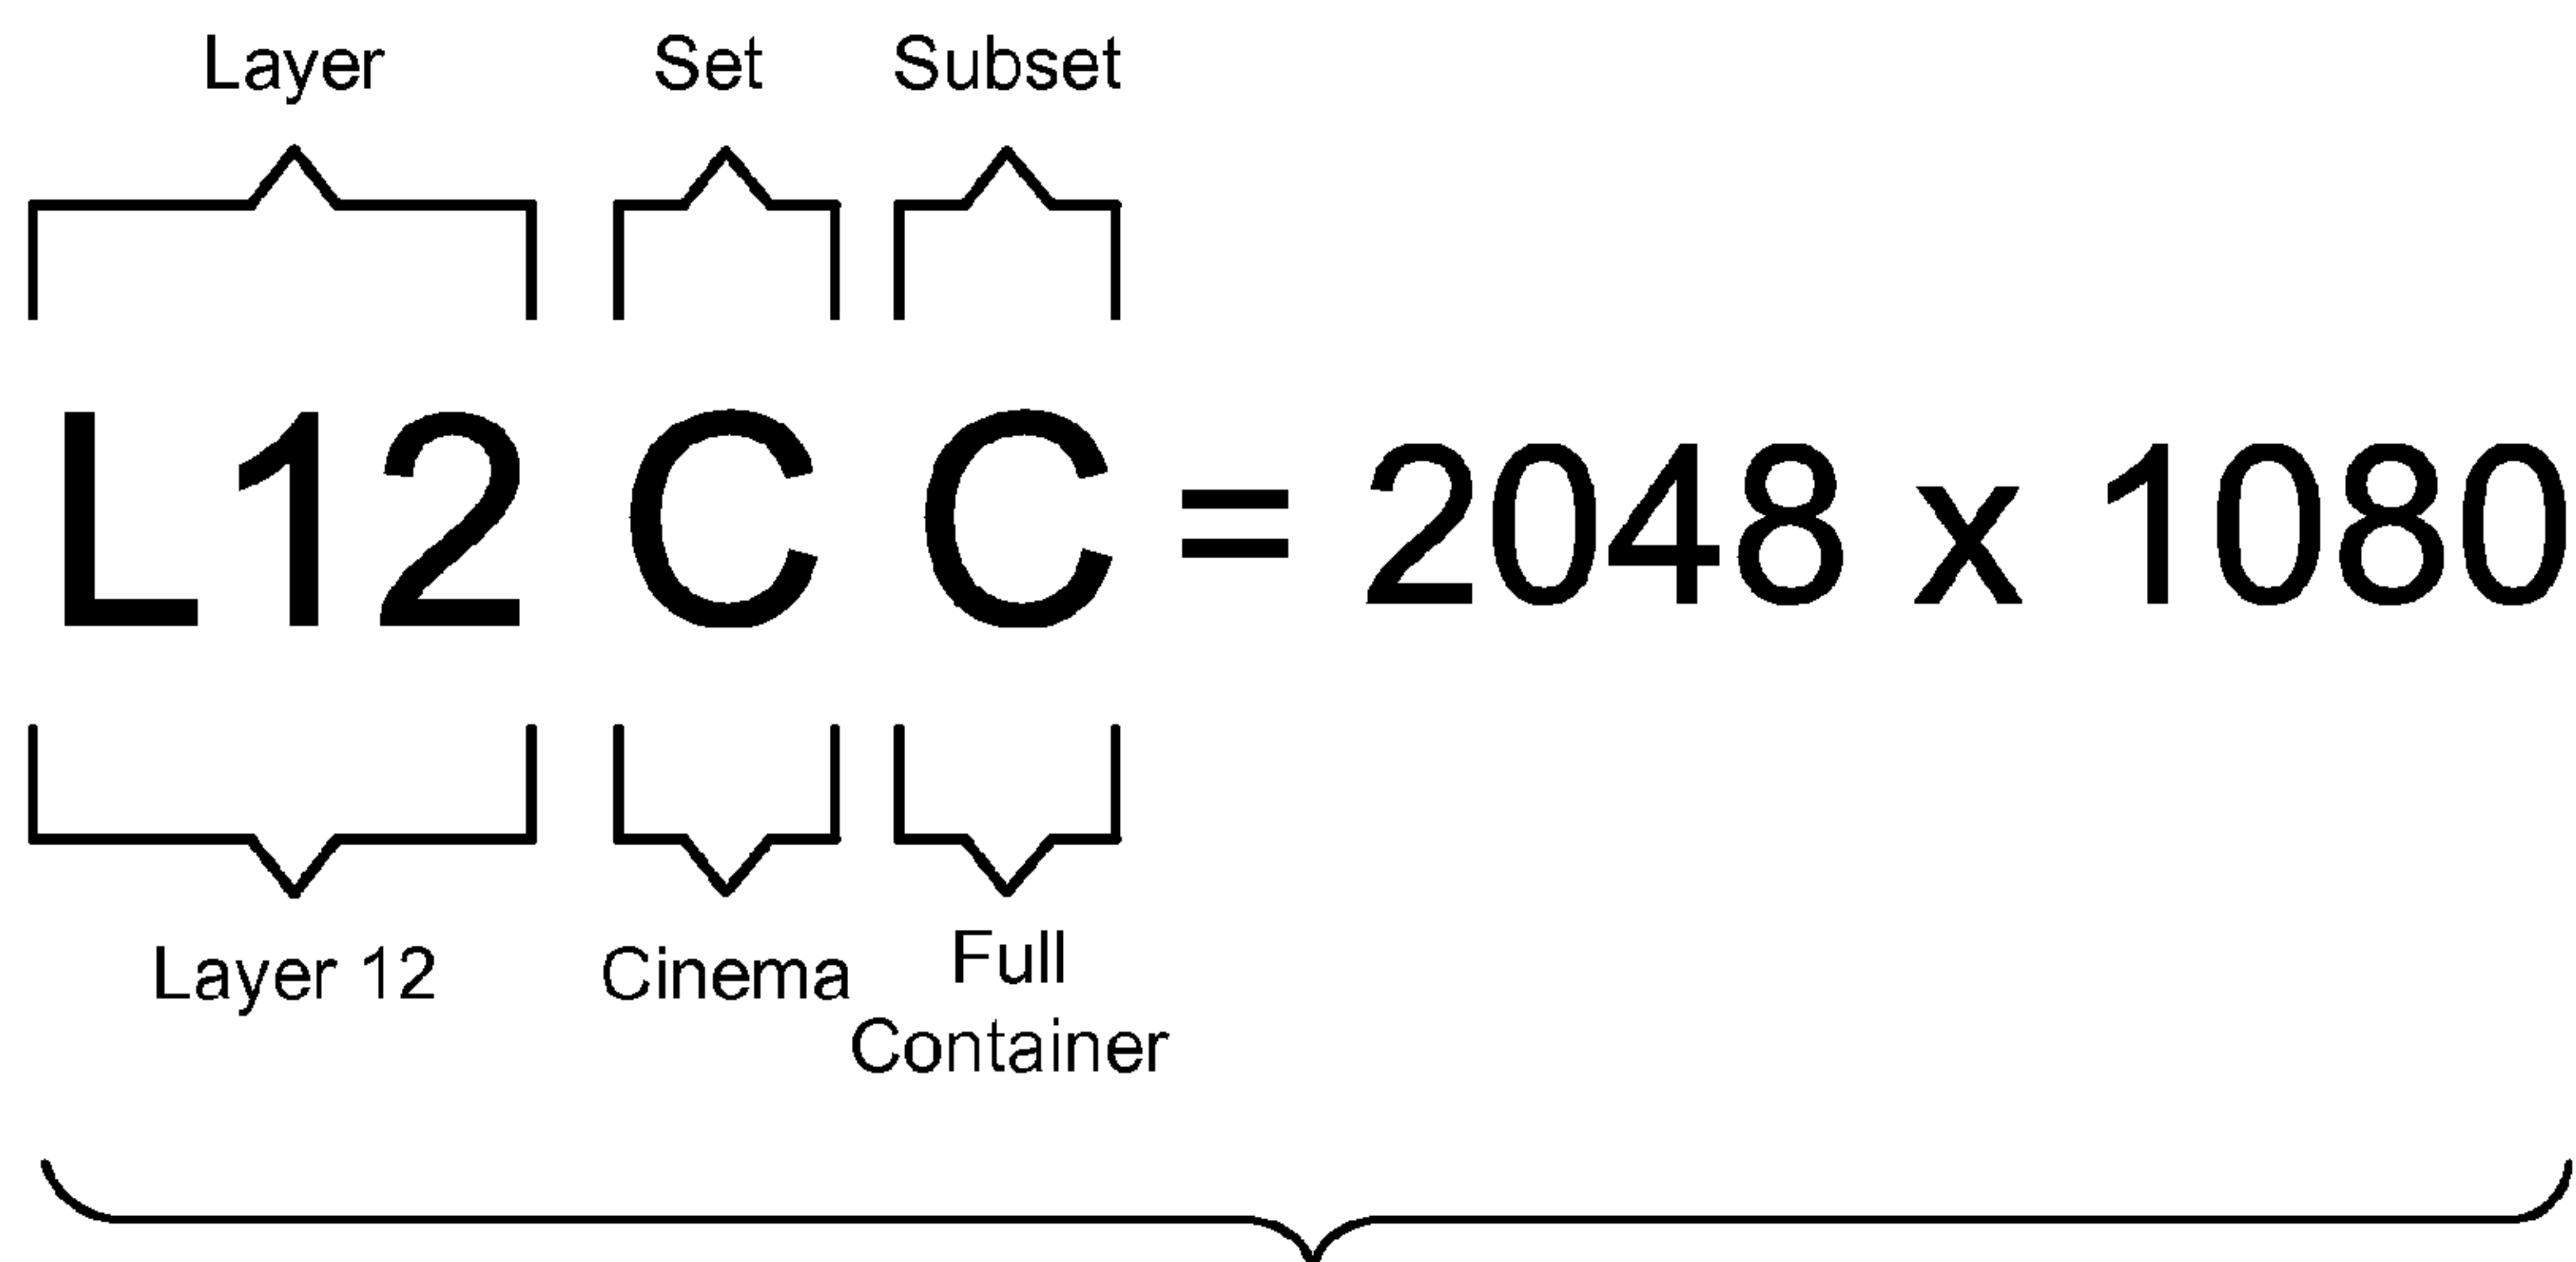 Layer Set Subset
L12 C C = 2048 x 1080
Layer 12 Cinema Full
Container